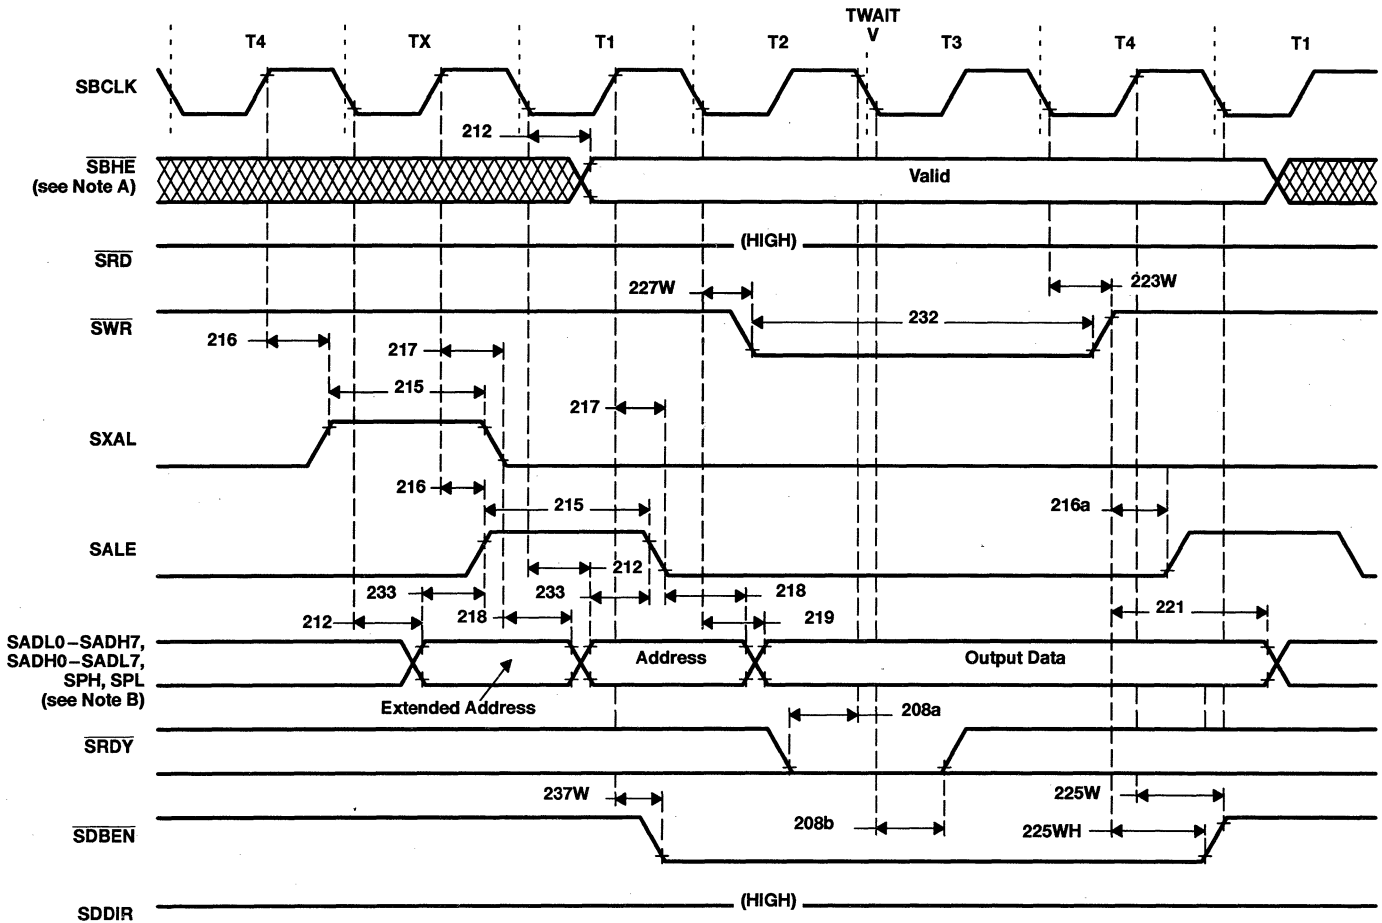 TWAIT
V
T4 TX T1 T2 T3 T4 T1
SBCLK
212
SBHE
(see Note A)
Valid
(HIGH)
SRD
227W
223W
SWR
232
216
217
215
217
SXAL
216
215
216a
SALE
212
233
233
218
221
212
218
219
SADL0–SADH7,
SADH0–SADL7,
SPH, SPL
(see Note B)
Address
Output Data
Extended Address
208a
SRDY
237W
225W
208b
225WH
SDBEN
(HIGH)
SDDIR